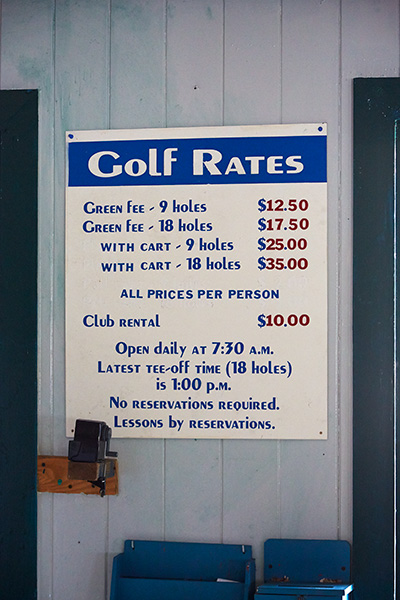 Golf Rates
Green fee - 9 holes $12.50
Green fee - 18 holes $17.50
with cart - 9 holes $25.00
with cart - 18 holes $35.00
ALL PRICES PER PERSON
Club rental $10.00
Open daily at 7:30 a.m.
Latest tee-off time (18 holes)
is 1:00 p.m.
No reservations required.
Lessons by reservations.